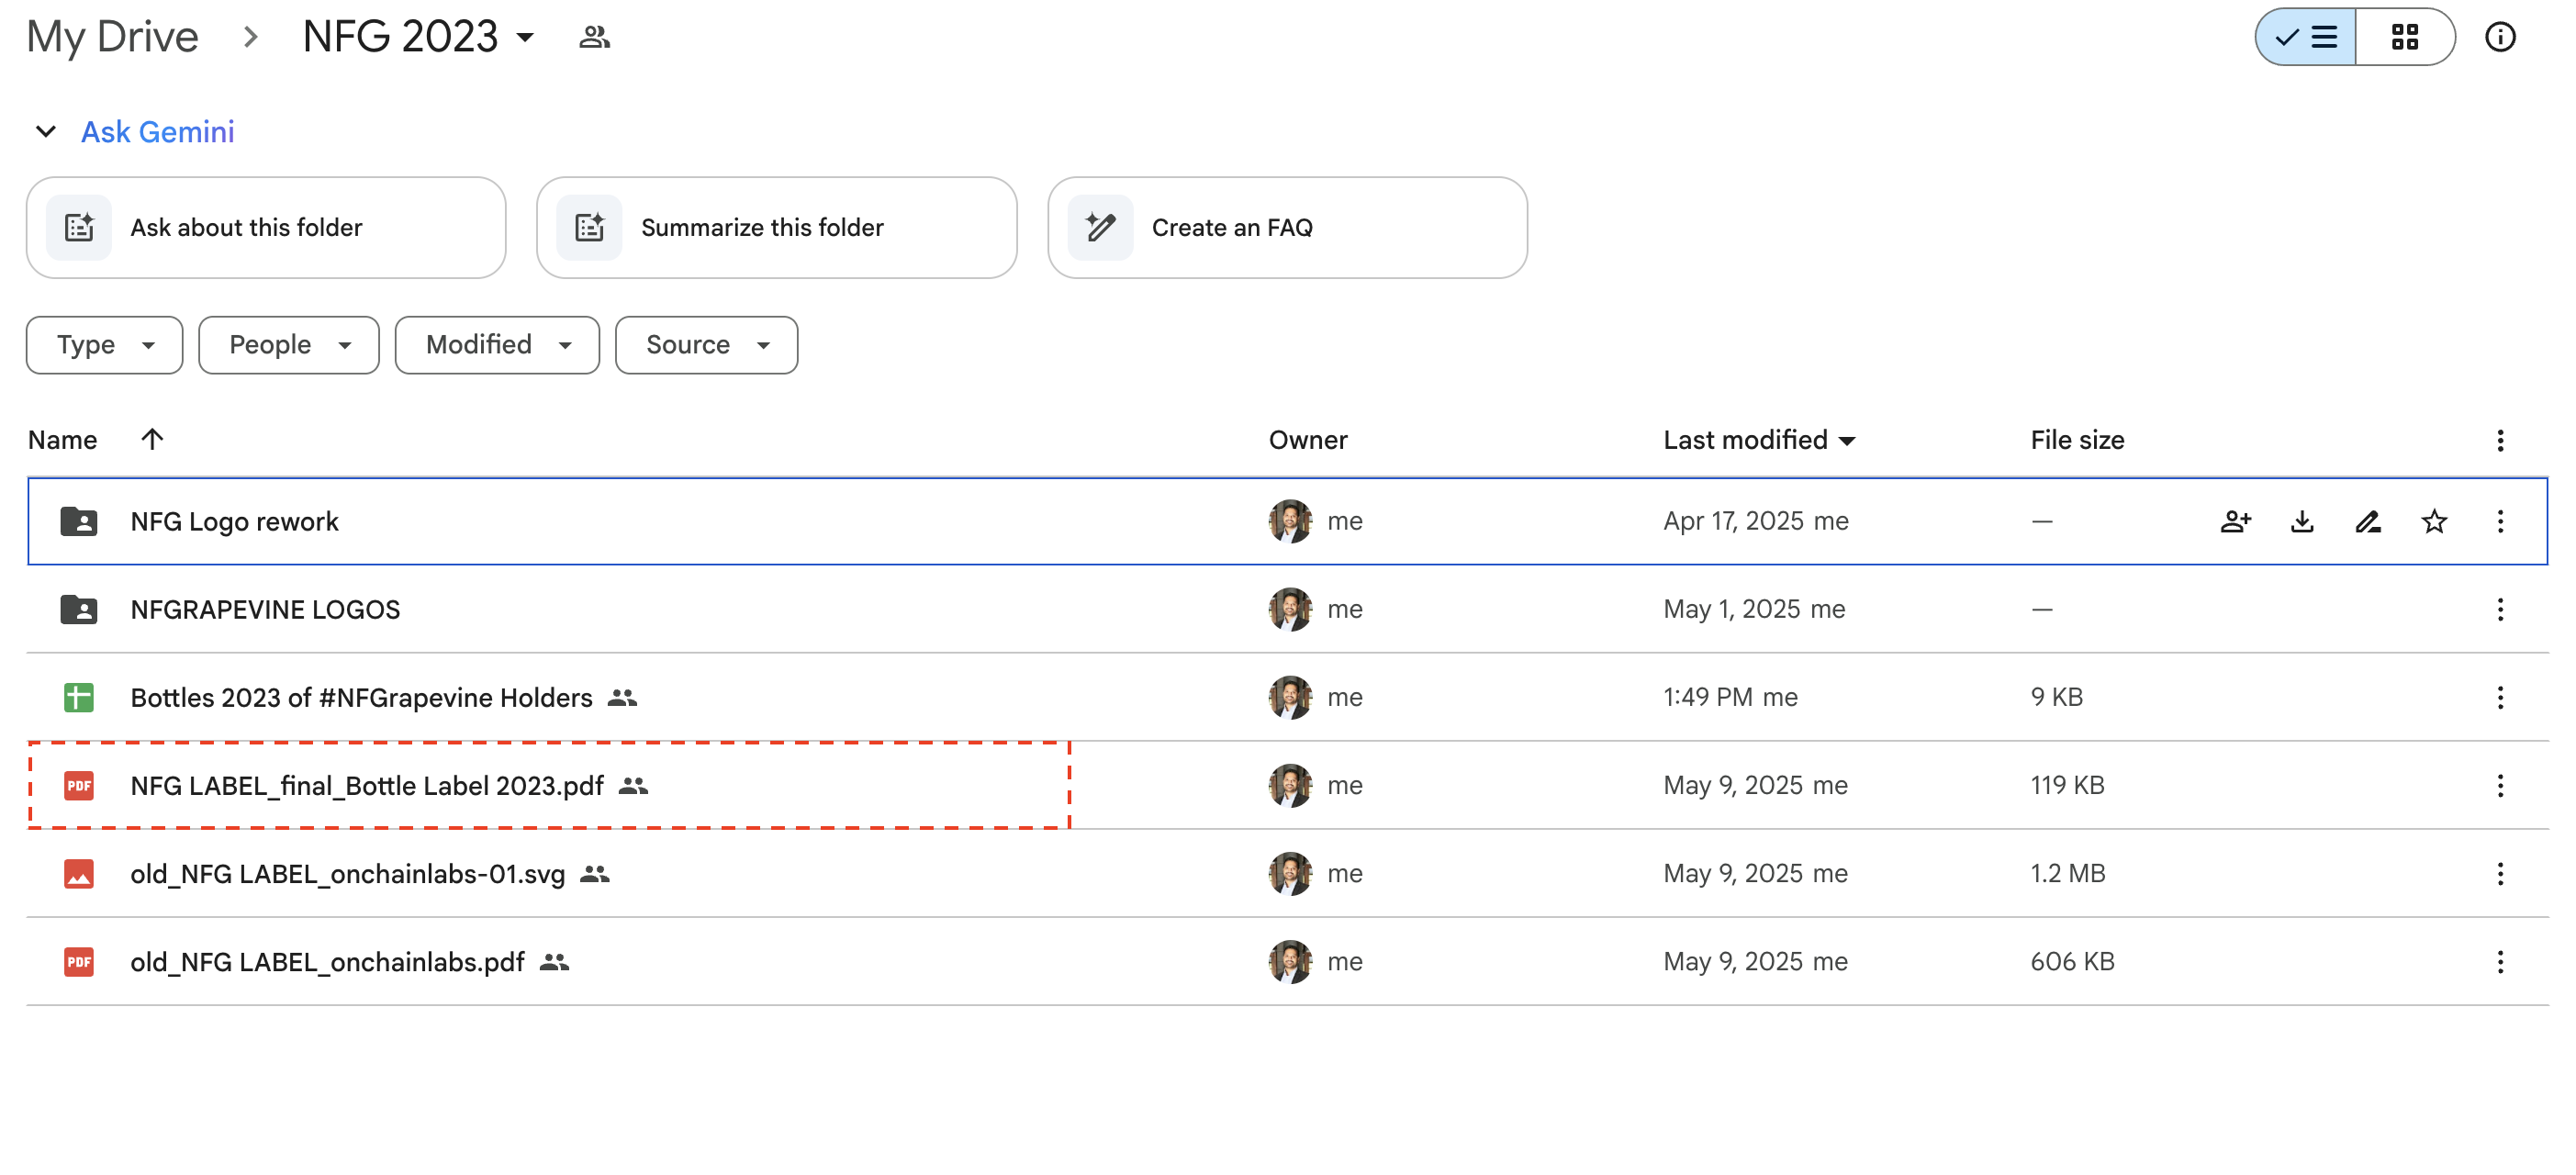 My Drive > NFG 2023
Ask Gemini
Ask about this folder
Summarize this folder
Create an FAQ
Type People Modified Source
Name Owner Last modified File size
NFG Logo rework me Apr 17, 2025 me —
NFGRAPEVINE LOGOS me May 1, 2025 me —
Bottles 2023 of #NFGrapevine Holders me 1:49 PM me 9 KB
PDF NFG LABEL_final_Bottle Label 2023.pdf me May 9, 2025 me 119 KB
old_NFG LABEL_onchainlabs-01.svg me May 9, 2025 me 1.2 MB
PDF old_NFG LABEL_onchainlabs.pdf me May 9, 2025 me 606 KB